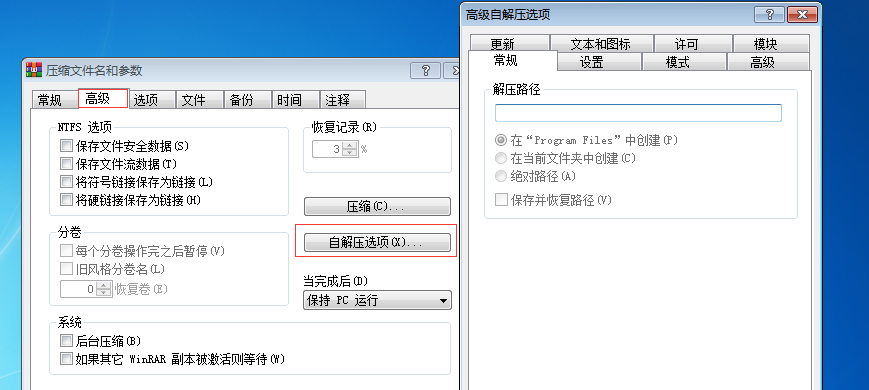 压缩文件名和参数
常规 高级 选项 文件 备份 时间 注释
NTFS 选项
保存文件安全数据(S)
保存文件流数据(T)
将符号链接保存为链接(L)
将硬链接保存为链接(H)
分卷
每个分卷操作完之后暂停(V)
旧风格分卷名(L)
0 恢复卷(E)
系统
后台压缩(B)
如果其它 WinRAR 副本被激活则等待(W)
恢复记录(R)
3 %
压缩(C)...
自解压选项(X)...
当完成后(D)
保持 PC 运行
高级自解压选项
更新 文本和图标 许可 模块
常规 设置 模式 高级
解压路径
在“Program Files”中创建(P)
在当前文件夹中创建(C)
绝对路径(A)
保存并恢复路径(V)